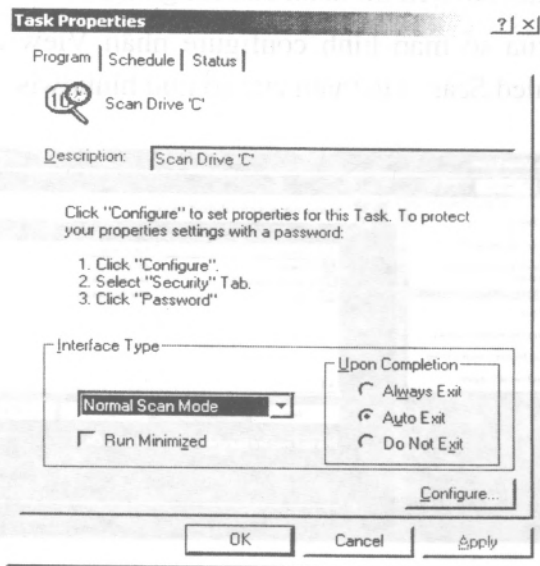 Task Properties
? ×
Program Schedule Status
Scan Drive 'C'
Description: Scan Drive 'C'
Click "Configure" to set properties for this Task. To protect
your properties settings with a password:
1. Click "Configure".
2. Select "Security" Tab.
3. Click "Password"
Interface Type
Normal Scan Mode
Run Minimized
Upon Completion
Always Exit
Auto Exit
Do Not Exit
Configure...
OK Cancel Apply